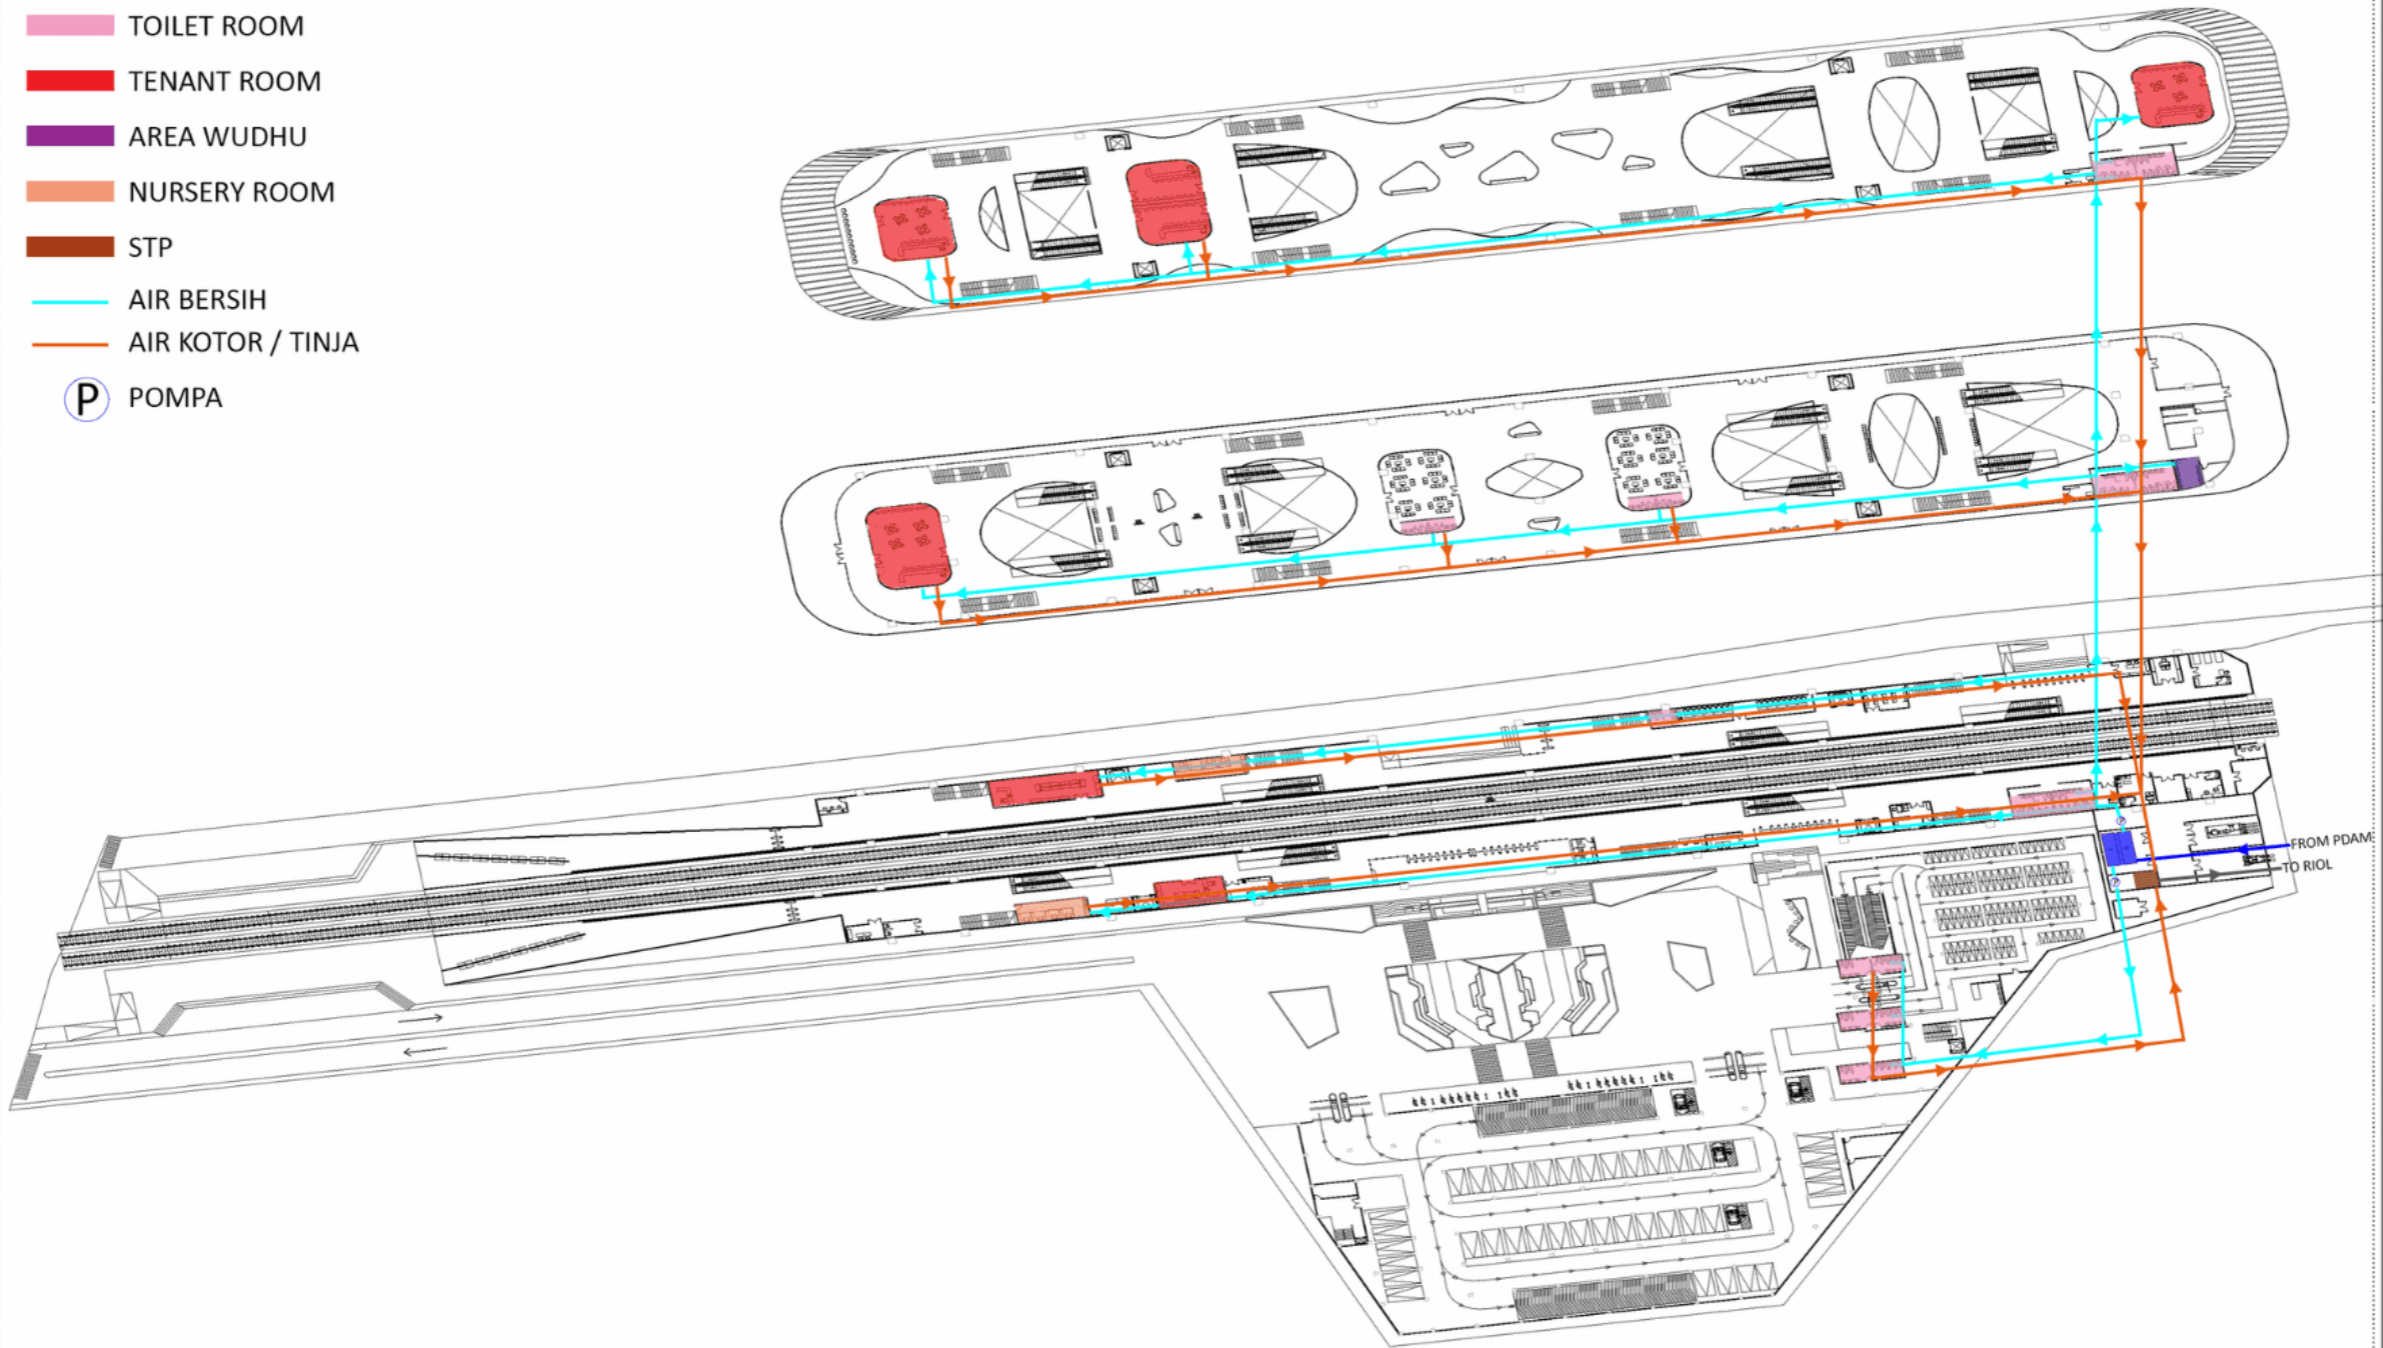 TOILET ROOM
TENANT ROOM
AREA WUDHU
NURSERY ROOM
STP
AIR BERSIH
AIR KOTOR / TINJA
P POMPA
FROM PDAM
TO RIOL